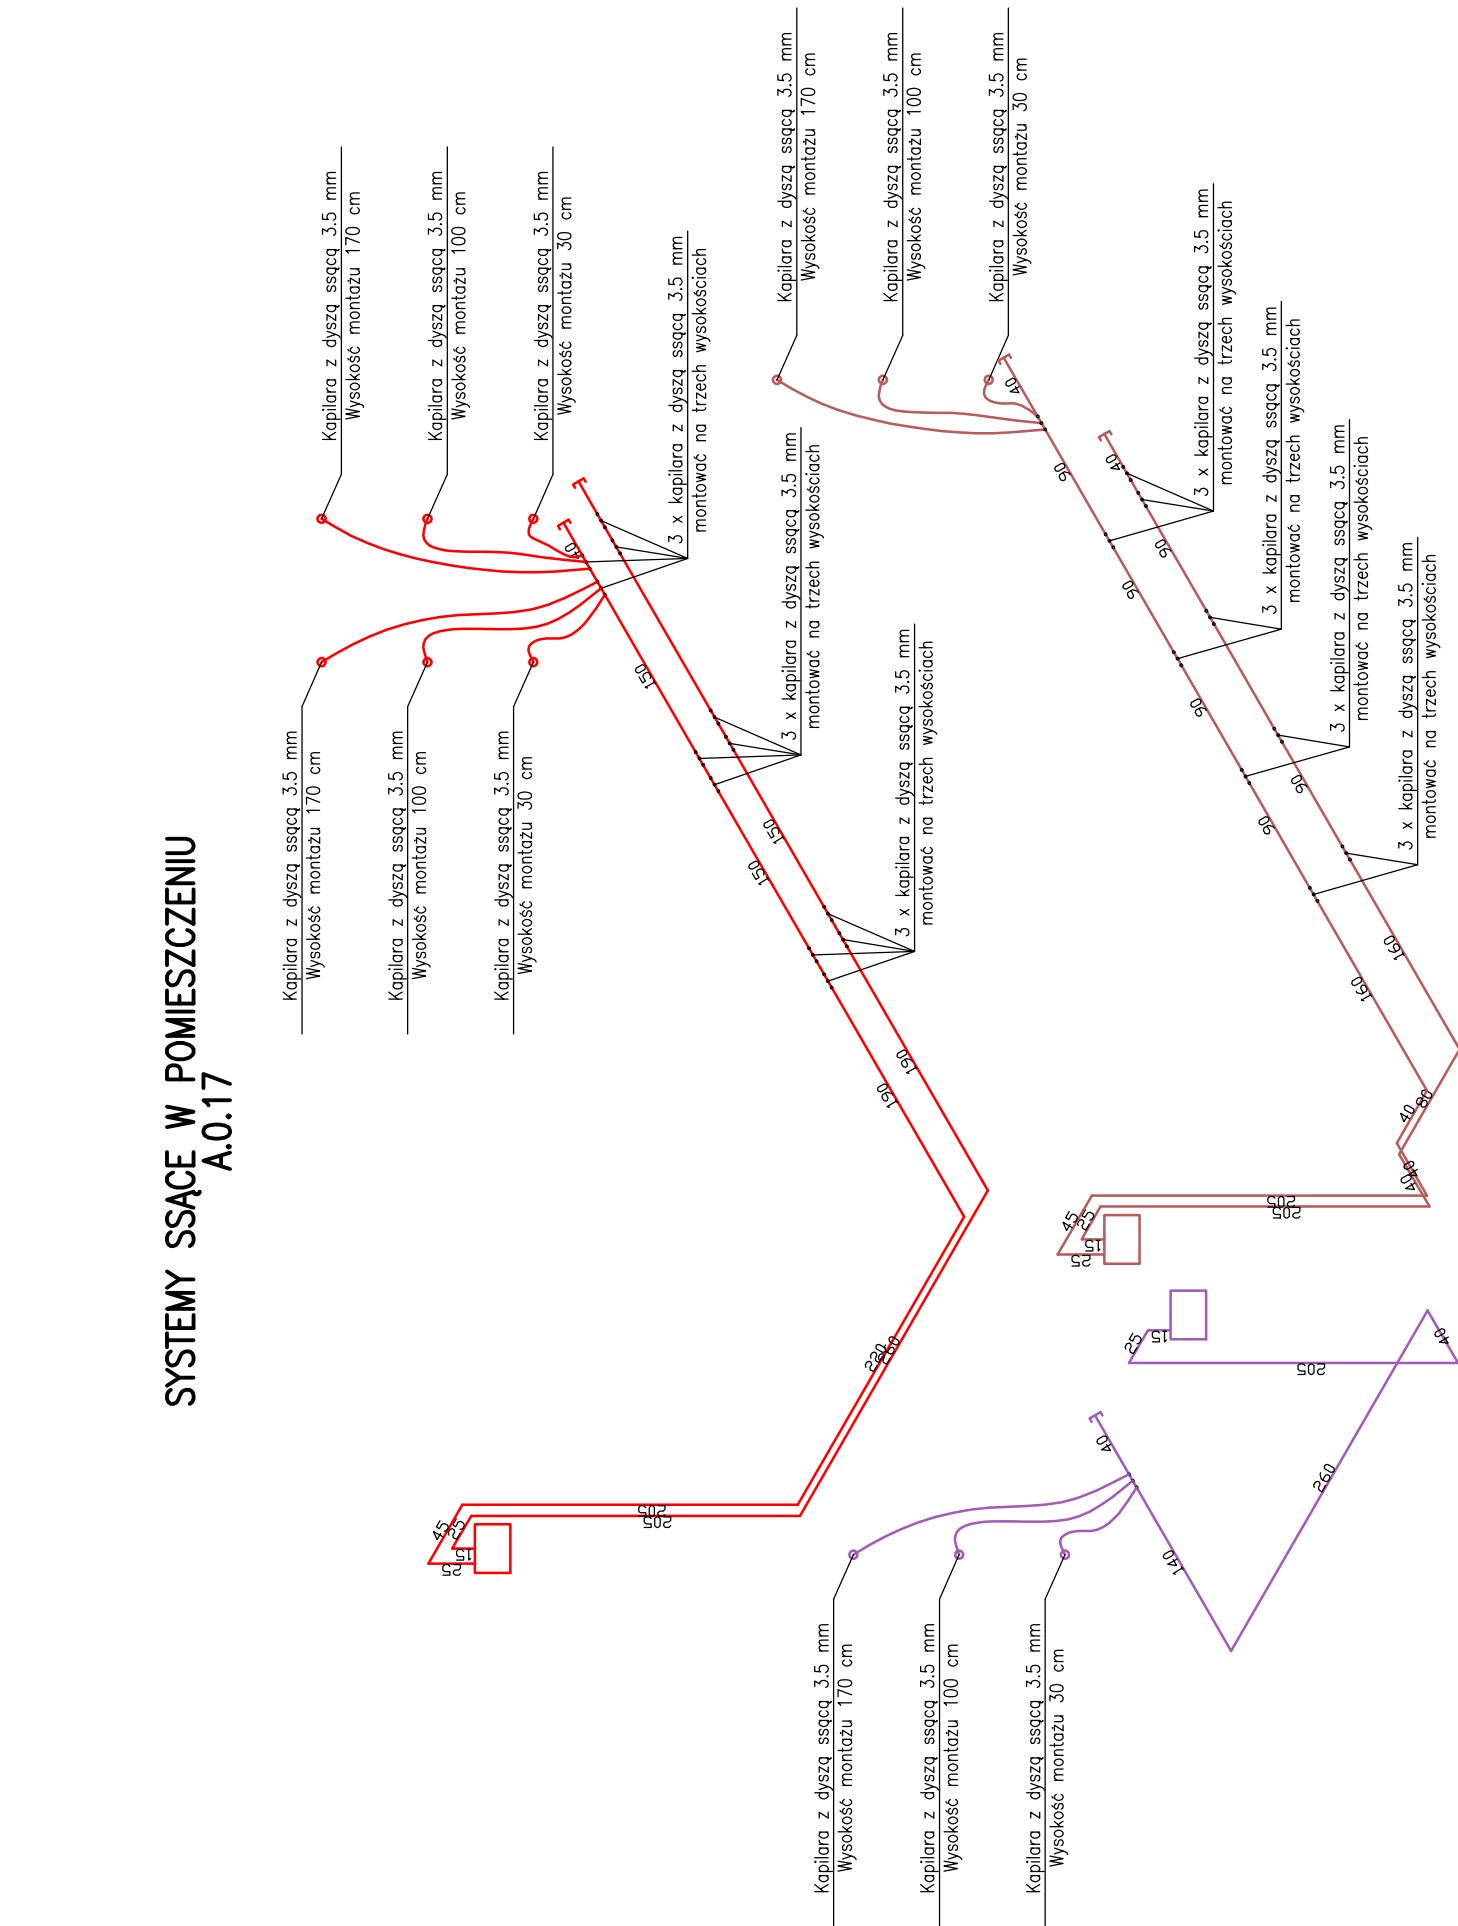 SYSTEMY SSĄCE W POMIESZCZENIU
A.0.17
Kapilara z dyszą ssącą 3.5 mm
Wysokość montażu 170 cm
Kapilara z dyszą ssącą 3.5 mm
Wysokość montażu 100 cm
Kapilara z dyszą ssącą 3.5 mm
Wysokość montażu 30 cm
Kapilara z dyszą ssącą 3.5 mm
Wysokość montażu 170 cm
Kapilara z dyszą ssącą 3.5 mm
Wysokość montażu 100 cm
Kapilara z dyszą ssącą 3.5 mm
Wysokość montażu 30 cm
3 x kapilara z dyszą ssącą 3.5 mm
montować na trzech wysokościach
3 x kapilara z dyszą ssącą 3.5 mm
montować na trzech wysokościach
3 x kapilara z dyszą ssącą 3.5 mm
montować na trzech wysokościach
40
150
150
150
190
190
220
260
205
205
45
25
15
25
Kapilara z dyszą ssącą 3.5 mm
Wysokość montażu 170 cm
Kapilara z dyszą ssącą 3.5 mm
Wysokość montażu 100 cm
Kapilara z dyszą ssącą 3.5 mm
Wysokość montażu 30 cm
3 x kapilara z dyszą ssącą 3.5 mm
montować na trzech wysokościach
3 x kapilara z dyszą ssącą 3.5 mm
montować na trzech wysokościach
3 x kapilara z dyszą ssącą 3.5 mm
montować na trzech wysokościach
3 x kapilara z dyszą ssącą 3.5 mm
montować na trzech wysokościach
40
40
90
90
90
90
90
90
160
160
40
80
40
40
205
205
45
25
15
25
Kapilara z dyszą ssącą 3.5 mm
Wysokość montażu 170 cm
Kapilara z dyszą ssącą 3.5 mm
Wysokość montażu 100 cm
Kapilara z dyszą ssącą 3.5 mm
Wysokość montażu 30 cm
40
140
260
40
205
25
15